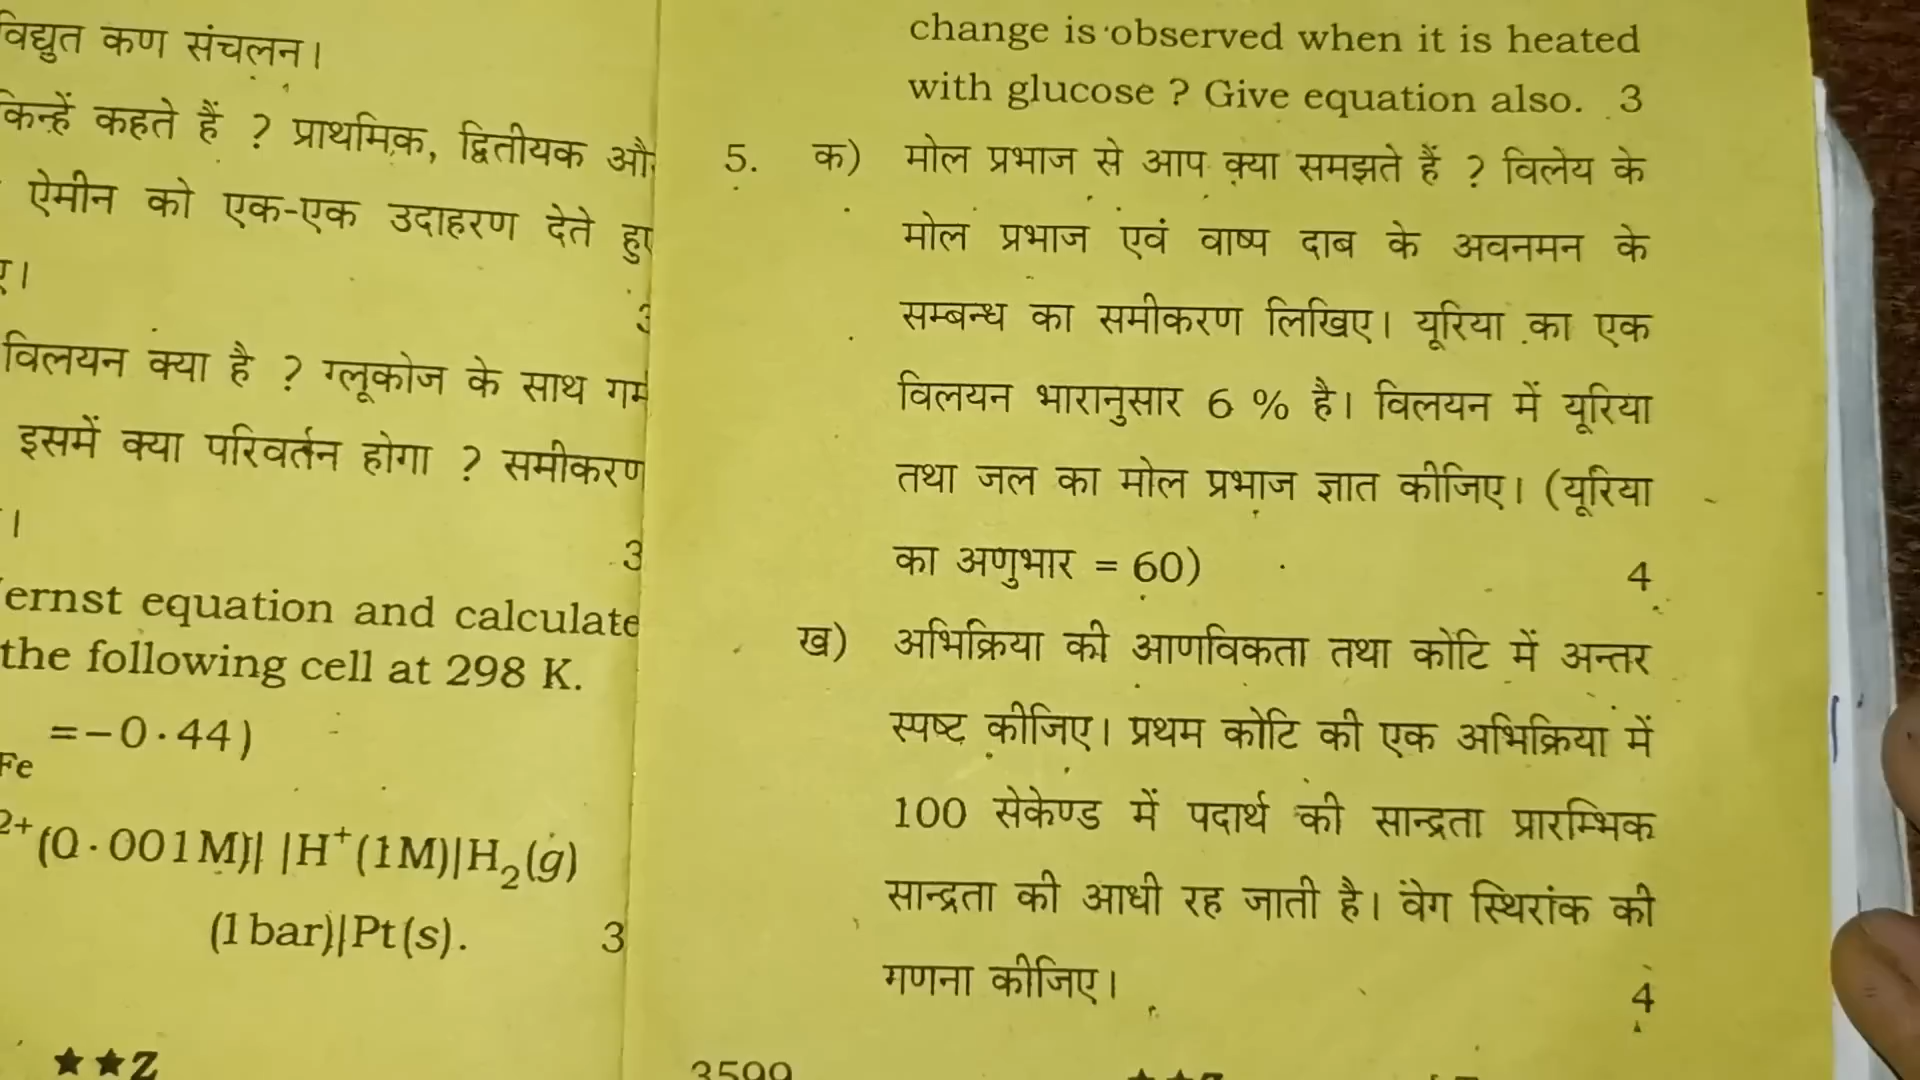 विद्युत कण संचलन।
किन्हें कहते हैं ? प्राथमिक, द्वितीयक
ऐमीन को एक-एक उदाहरण देते हुए
3
विलयन क्या है ? ग्लूकोज के साथ
इसमें क्या परिवर्तन होगा ? समीकरण
।
3
ernst equation and calculate
the following cell at 298 K.
=−0·44)
Fe
2+(0·001M)| |H+(1M)|H2(g)
(1 bar)|Pt(s). 3
★★Z
change is observed when it is heated
with glucose ? Give equation also. 3
5. क) मोल प्रभाज से आप क्या समझते हैं ? विलेय के
मोल प्रभाज एवं वाष्प दाब के अवनमन के
सम्बन्ध का समीकरण लिखिए। यूरिया का एक
विलयन भारानुसार 6 % है। विलयन में यूरिया
तथा जल का मोल प्रभाज ज्ञात कीजिए। (यूरिया
का अणुभार = 60) 4
ख) अभिक्रिया की आणविकता तथा कोटि में अन्तर
स्पष्ट कीजिए। प्रथम कोटि की एक अभिक्रिया में
100 सेकेण्ड में पदार्थ की सान्द्रता प्रारम्भिक
सान्द्रता की आधी रह जाती है। वेग स्थिरांक की
गणना कीजिए। 4
3599